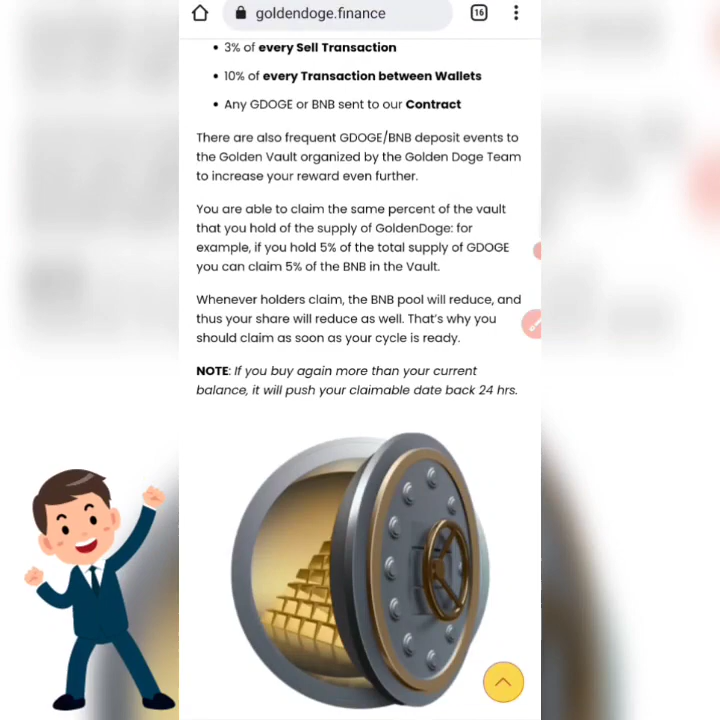 goldendoge.finance
16
3% of every Sell Transaction
10% of every Transaction between Wallets
Any GDOGE or BNB sent to our Contract
There are also frequent GDOGE/BNB deposit events to
the Golden Vault organized by the Golden Doge Team
to increase your reward even further.
You are able to claim the same percent of the vault
that you hold of the supply of GoldenDoge: for
example, if you hold 5% of the total supply of GDOGE
you can claim 5% of the BNB in the Vault.
Whenever holders claim, the BNB pool will reduce, and
thus your share will reduce as well. That's why you
should claim as soon as your cycle is ready.
NOTE: If you buy again more than your current
balance, it will push your claimable date back 24 hrs.